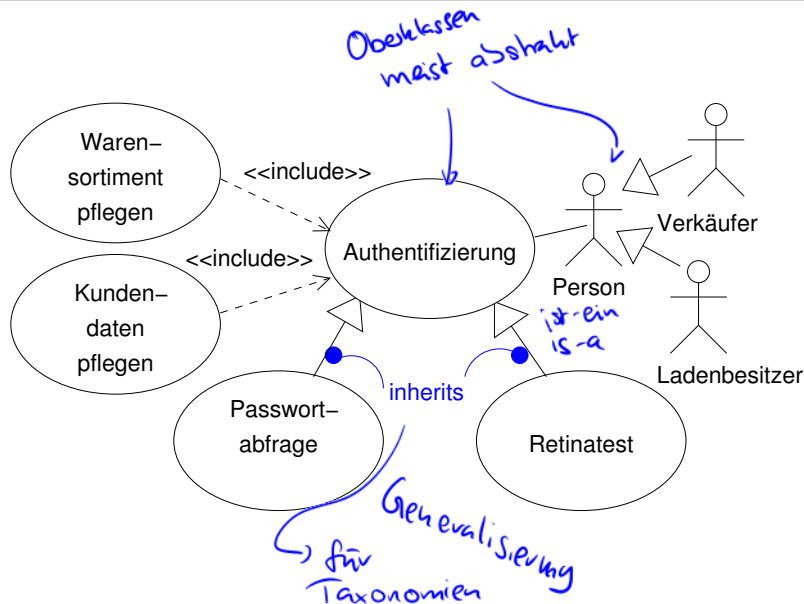 Oberklassen
meist abstrakt
Waren–
sortiment
pflegen
<<include>>
<<include>>
Authentifizierung
Verkäufer
Person
Kunden–
daten
pflegen
ist-ein
is-a
Ladenbesitzer
inherits
Passwort–
abfrage
Retinatest
Generalisierung
für
Taxonomien